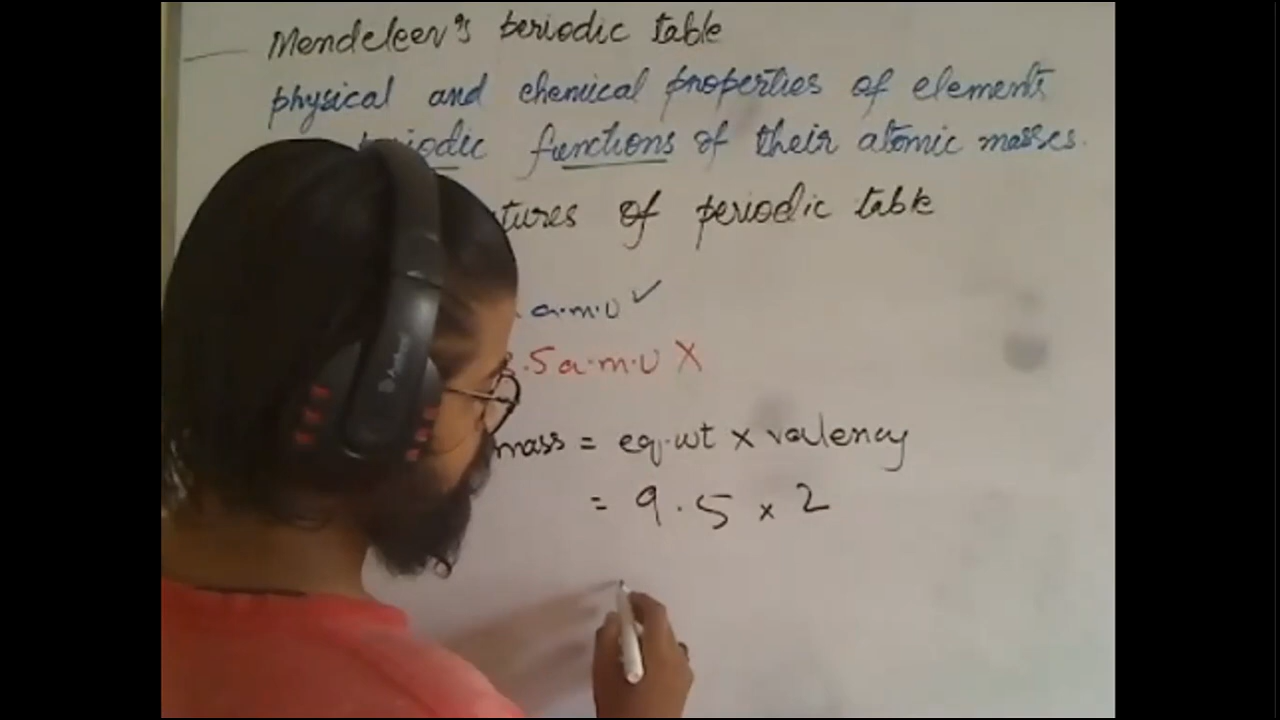 Mendeleev's periodic table
physical and chemical properties of elements
periodic functions of their atomic masses.
of periodic table
a.m.u ✓
.5 a.m.u X
mass = eq.wt x valency
= 9.5 x 2